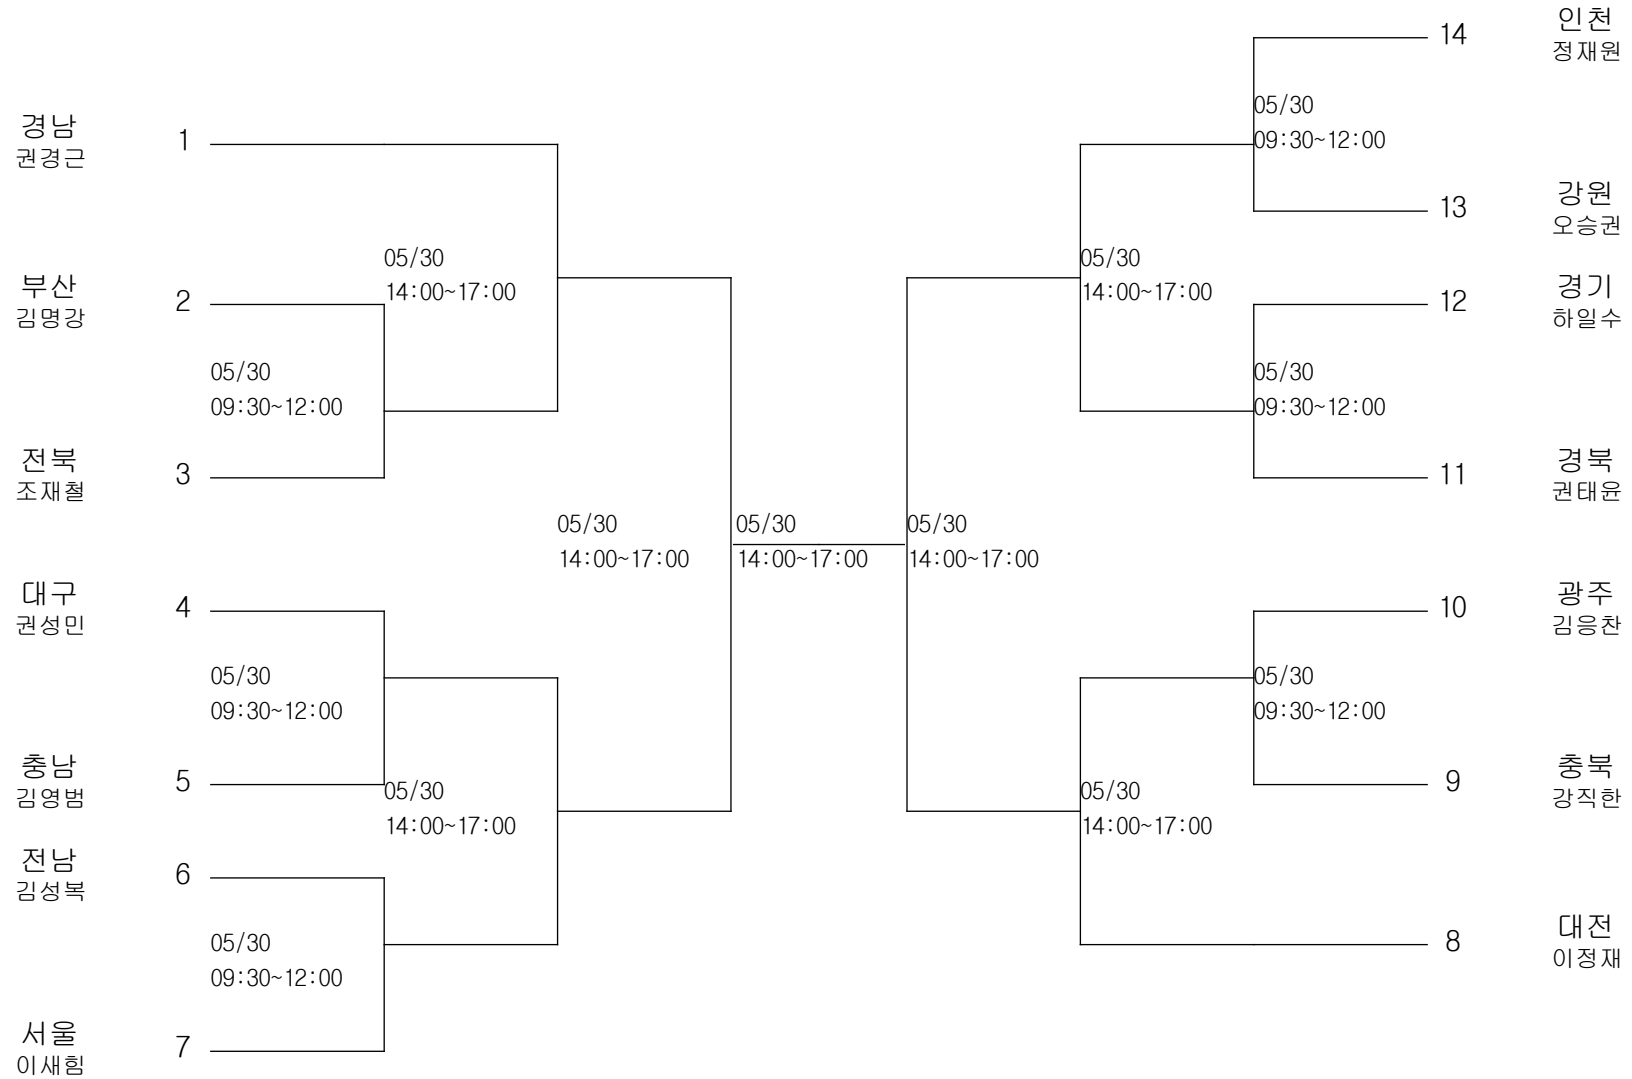 인천
14
정재원
05/30
09:30~12:00
경남
1
권경근
강원
13
오승권
05/30
14:00~17:00
05/30
14:00~17:00
부산
2
김명강
12
경기
하일수
05/30
09:30~12:00
05/30
09:30~12:00
전북
3
조재철
11
경북
권태윤
05/30
14:00~17:00
05/30
14:00~17:00
05/30
14:00~17:00
대구
4
권성민
10
광주
김응찬
05/30
09:30~12:00
05/30
09:30~12:00
충남
5
김영범
9
충북
강직한
05/30
14:00~17:00
05/30
14:00~17:00
전남
6
김성복
05/30
09:30~12:00
8
대전
이정재
서울
7
이새힘